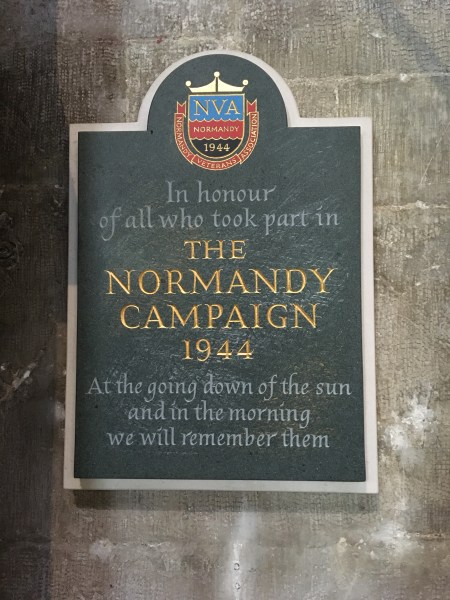 NVA
NORMANDY
1944
NORMANDY VETERANS ASSOCIATION
In honour
of all who took part in
THE
NORMANDY
CAMPAIGN
1944
At the going down of the sun
and in the morning
we will remember them